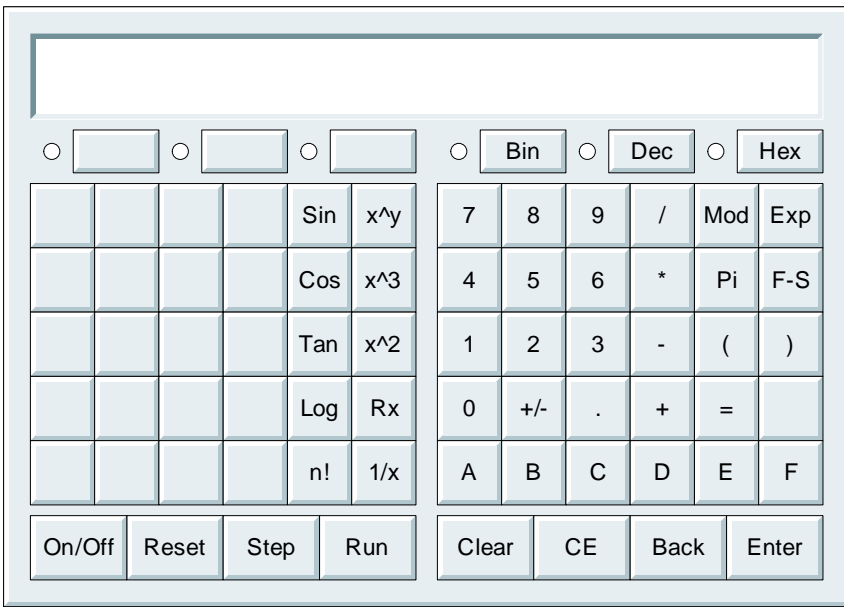 Bin Dec Hex
Sin x^y 7 8 9 / Mod Exp
Cos x^3 4 5 6 * Pi F-S
Tan x^2 1 2 3 - ( )
Log Rx 0 +/- . + =
n! 1/x A B C D E F
On/Off Reset Step Run Clear CE Back Enter